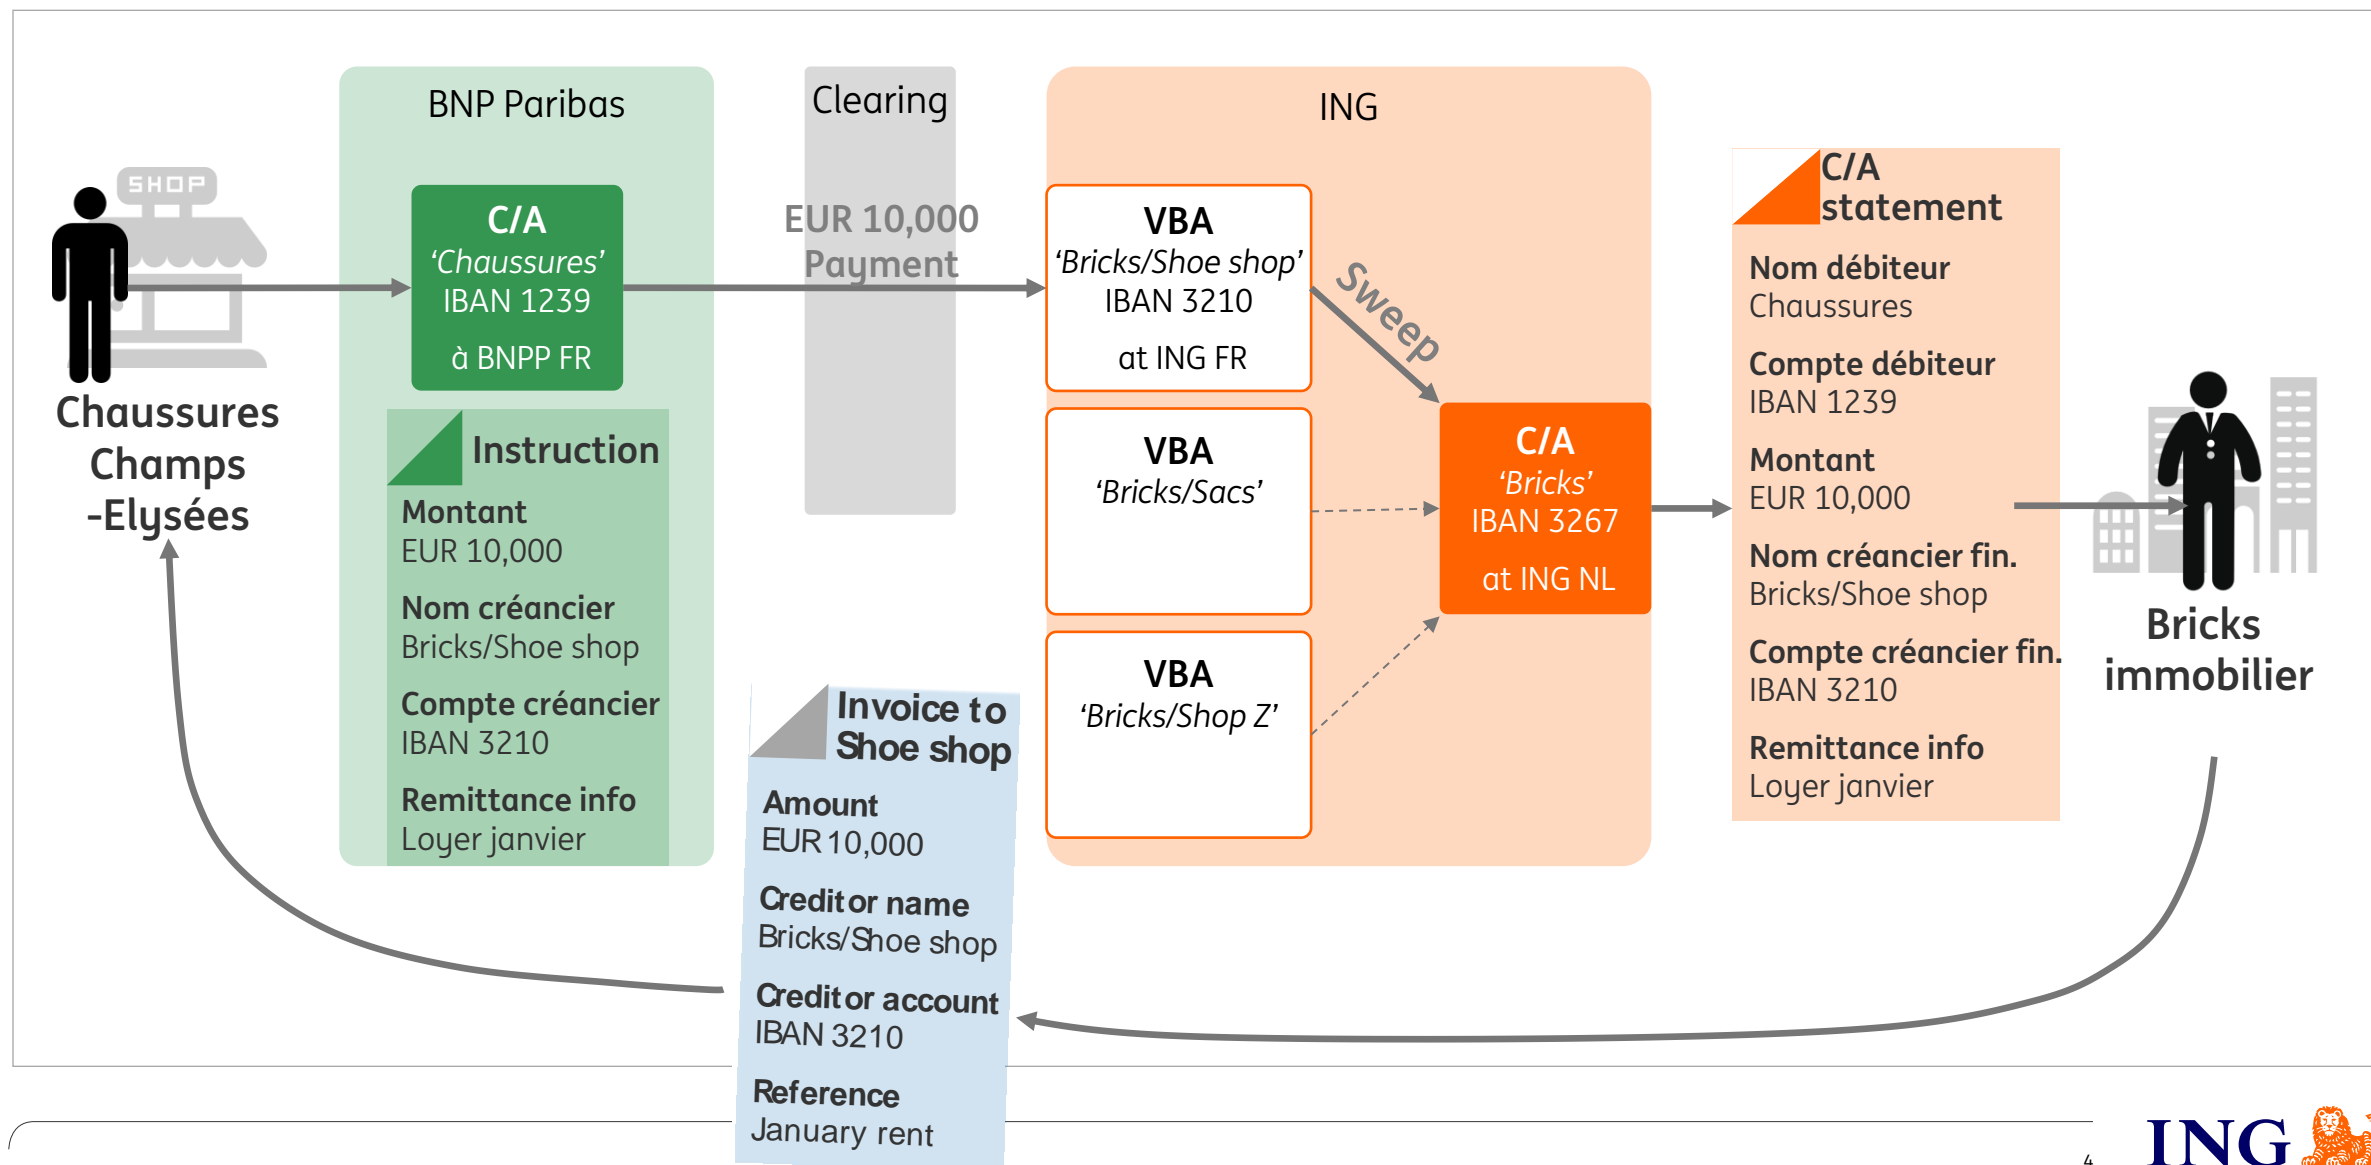 BNP Paribas
Clearing
ING
SHOP
Chaussures
Champs
-Elysées
C/A
‘Chaussures’
IBAN 1239
à BNPP FR
Instruction
Montant
EUR 10,000
Nom créancier
Bricks/Shoe shop
Compte créancier
IBAN 3210
Remittance info
Loyer janvier
EUR 10,000
Payment
VBA
‘Bricks/Shoe shop’
IBAN 3210
at ING FR
VBA
‘Bricks/Sacs’
VBA
‘Bricks/Shop Z’
Sweep
C/A
‘Bricks’
IBAN 3267
at ING NL
C/A
statement
Nom débiteur
Chaussures
Compte débiteur
IBAN 1239
Montant
EUR 10,000
Nom créancier fin.
Bricks/Shoe shop
Compte créancier fin.
IBAN 3210
Remittance info
Loyer janvier
Bricks
immobilier
Invoice to
Shoe shop
Amount
EUR 10,000
Creditor name
Bricks/Shoe shop
Creditor account
IBAN 3210
Reference
January rent
4
ING